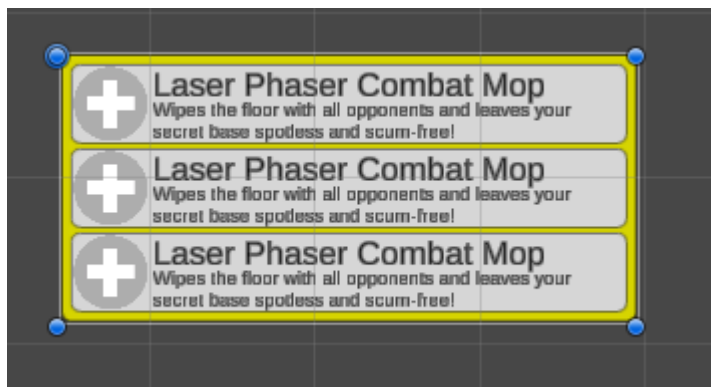 Laser Phaser Combat Mop
Wipes the floor with all opponents and leaves your
secret base spotless and scum-free!
Laser Phaser Combat Mop
Wipes the floor with all opponents and leaves your
secret base spotless and scum-free!
Laser Phaser Combat Mop
Wipes the floor with all opponents and leaves your
secret base spotless and scum-free!